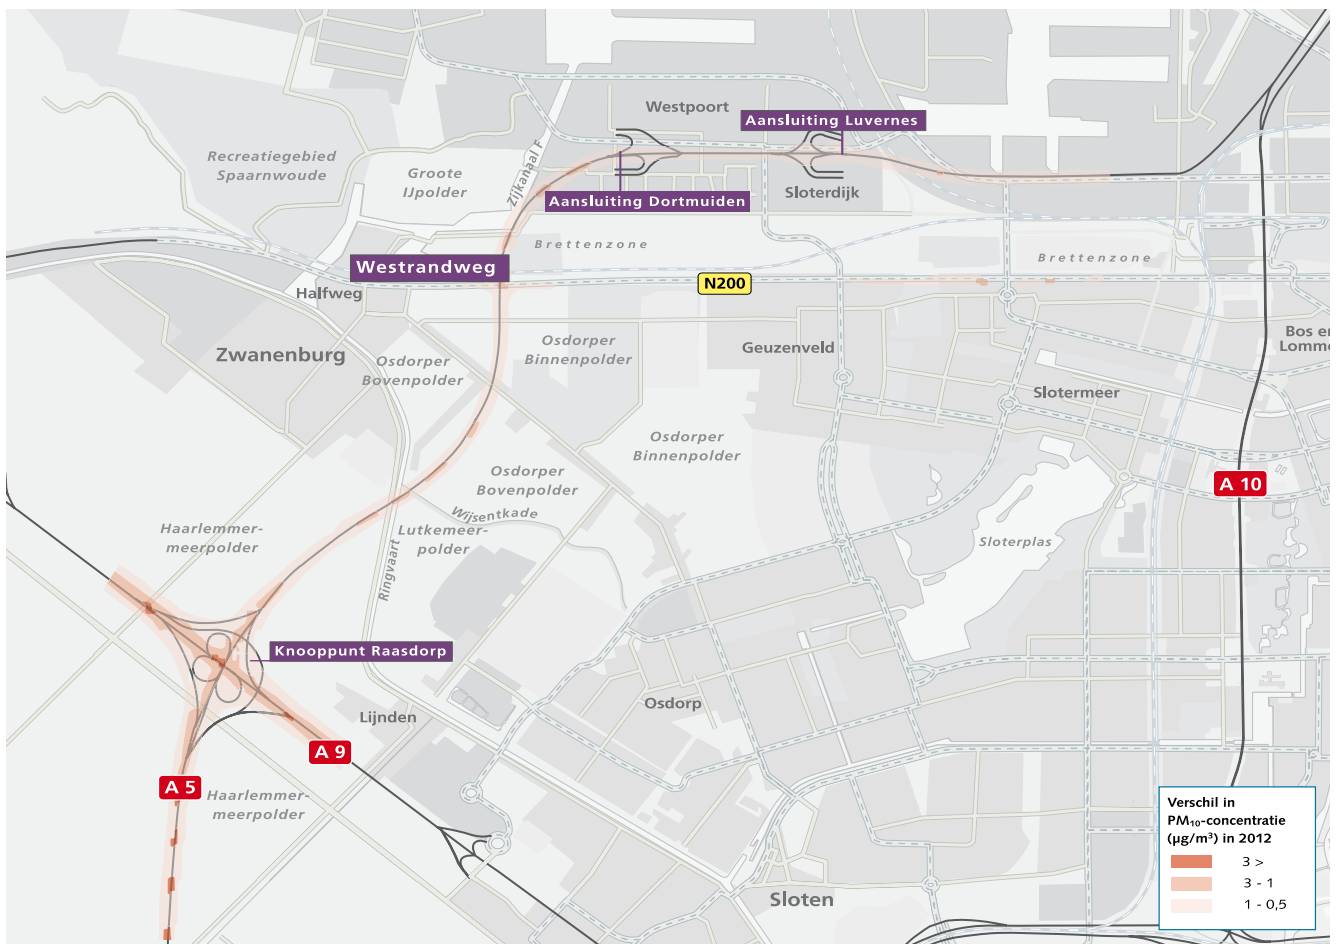 Westpoort
Aansluiting Luvernes
Recreatiegebied
Spaarnwoude
Groote
IJpolder
Zijkanaal F
Aansluiting Dortmuiden
Sloterdijk
Brettenzone
Brettenzone
Westrandweg
N200
Halfweg
Zwanenburg
Osdorper
Bovenpolder
Osdorper
Binnenpolder
Geuzenveld
Bos en
Lomme
Slotermeer
Osdorper
Binnenpolder
Osdorper
Bovenpolder
A 10
Wijsentkade
Haarlemmer-
meerpolder
Lutkemeer-
polder
Ringvaart
Sloterplas
Knooppunt Raasdorp
Osdorp
Lijnden
A 9
A 5
Haarlemmer-
meerpolder
Sloten
Verschil in
PM₁₀-concentratie
(µg/m³) in 2012
3 >
3 - 1
1 - 0,5